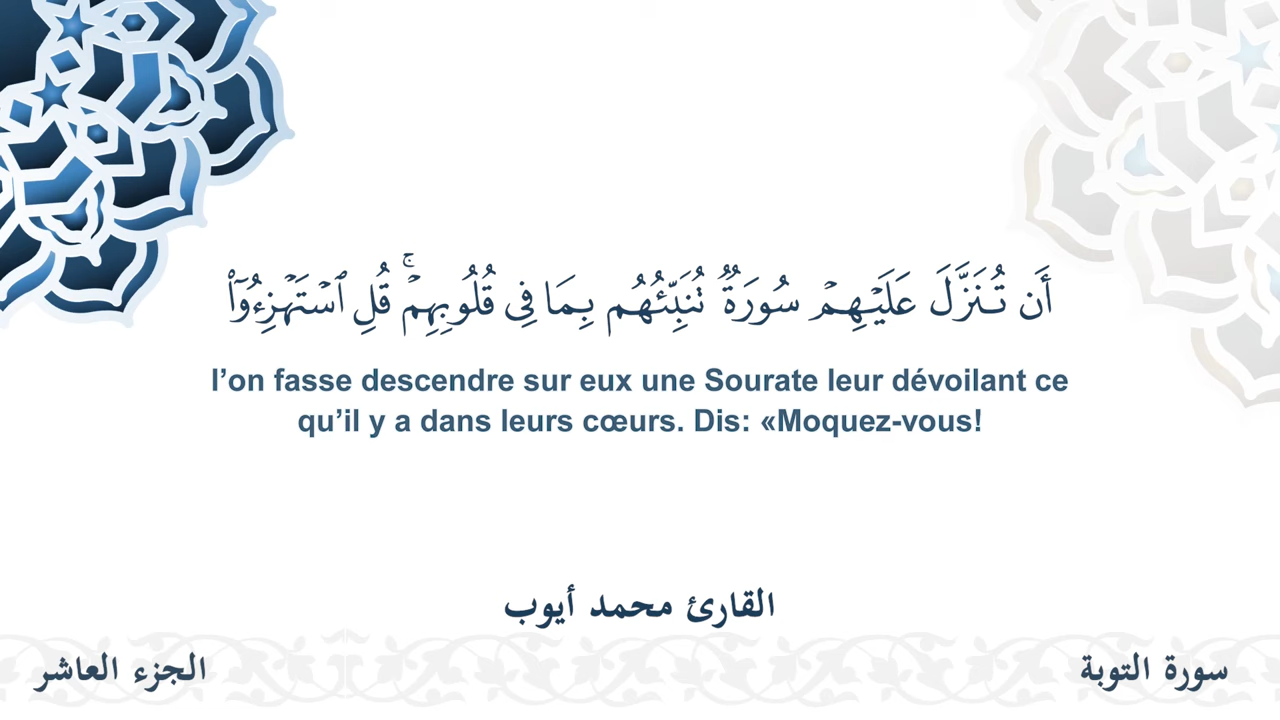 أَن تُنَزَّلَ عَلَيۡهِمۡ سُورَةٞ تُنَبِّئُهُم بِمَا فِي قُلُوبِهِمۡۚ قُلِ ٱسۡتَهۡزِءُوٓاْ
l’on fasse descendre sur eux une Sourate leur dévoilant ce
qu’il y a dans leurs cœurs. Dis: «Moquez-vous!
القارئ محمد أيوب
سورة التوبة
الجزء العاشر